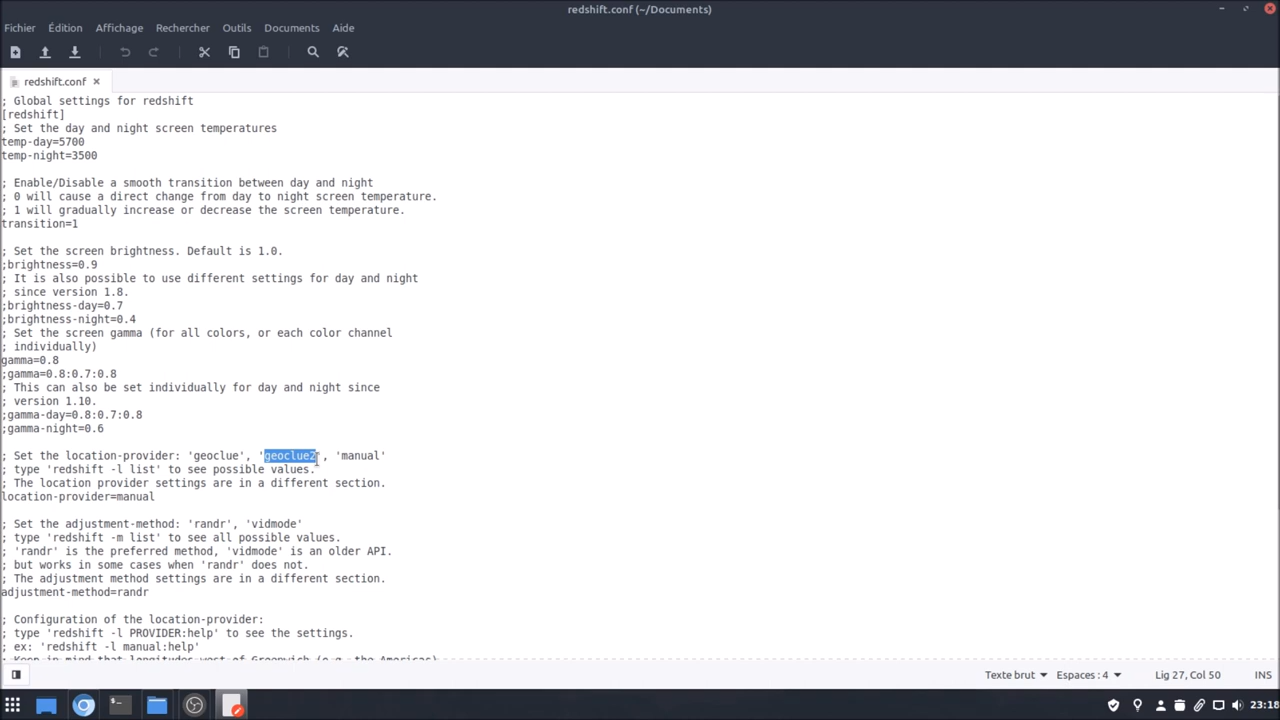 redshift.conf (~/Documents)
Fichier Édition Affichage Rechercher Outils Documents Aide
redshift.conf
; Global settings for redshift
[redshift]
; Set the day and night screen temperatures
temp-day=5700
temp-night=3500
; Enable/Disable a smooth transition between day and night
; 0 will cause a direct change from day to night screen temperature.
; 1 will gradually increase or decrease the screen temperature.
transition=1
; Set the screen brightness. Default is 1.0.
;brightness=0.9
; It is also possible to use different settings for day and night
; since version 1.8.
;brightness-day=0.7
;brightness-night=0.4
; Set the screen gamma (for all colors, or each color channel
; individually)
gamma=0.8
;gamma=0.8:0.7:0.8
; This can also be set individually for day and night since
; version 1.10.
;gamma-day=0.8:0.7:0.8
;gamma-night=0.6
; Set the location-provider: 'geoclue', 'geoclue2', 'manual'
; type 'redshift -l list' to see possible values.
; The location provider settings are in a different section.
location-provider=manual
; Set the adjustment-method: 'randr', 'vidmode'
; type 'redshift -m list' to see all possible values.
; 'randr' is the preferred method, 'vidmode' is an older API.
; but works in some cases when 'randr' does not.
; The adjustment method settings are in a different section.
adjustment-method=randr
; Configuration of the location-provider:
; type 'redshift -l PROVIDER:help' to see the settings.
; ex: 'redshift -l manual:help'
; Keep in mind that longitudes west of Greenwich (e.g. the Americas)
Texte brut Espaces : 4 Lig 27, Col 50 INS
23:18